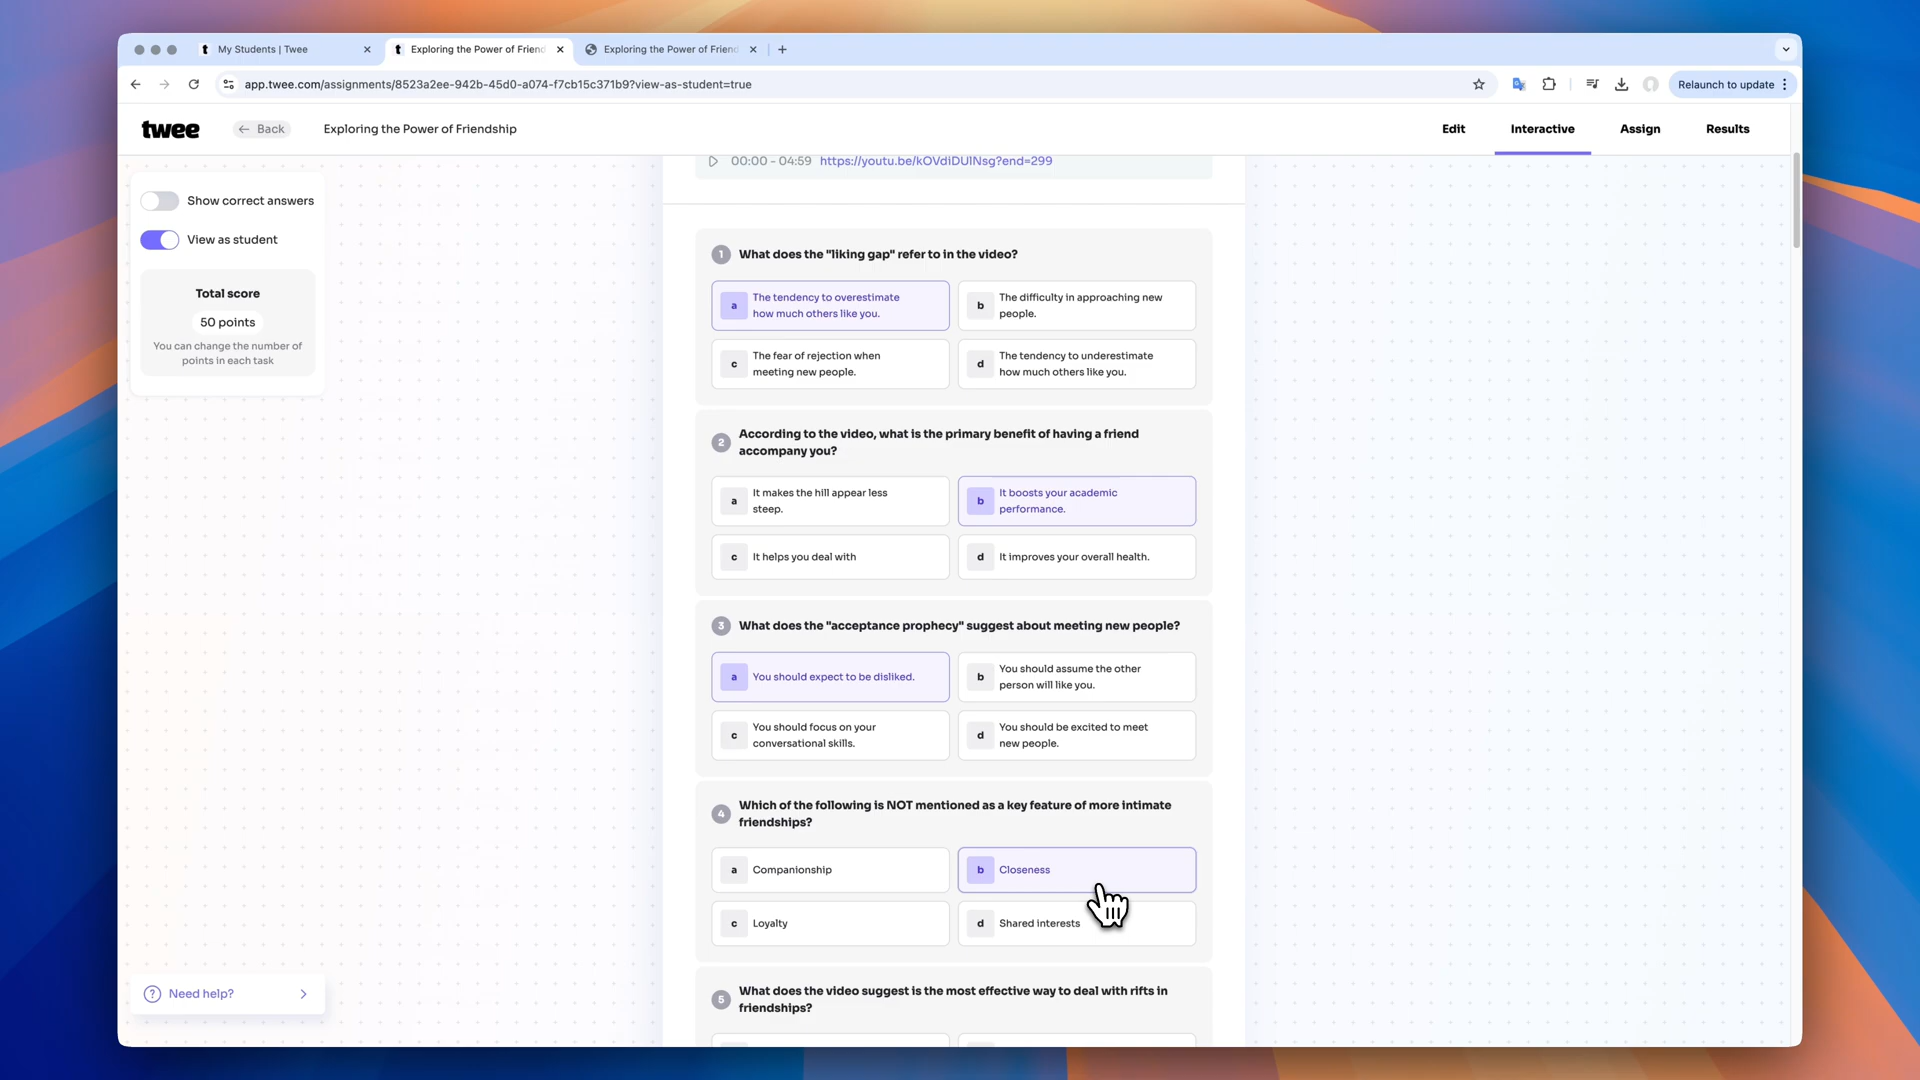 My Students | Twee
Exploring the Power of Friend
Exploring the Power of Friend
app.twee.com/assignments/8523a2ee-942b-45d0-a074-f7cb15c371b9?view-as-student=true
Relaunch to update
twee
Back
Exploring the Power of Friendship
Edit
Interactive
Assign
Results
Show correct answers
View as student
Total score
50 points
You can change the number of
points in each task
00:00 - 04:59 https://youtu.be/kOVdiDUlNsg?end=299
1 What does the "liking gap" refer to in the video?
a The tendency to overestimate
how much others like you.
b The difficulty in approaching new
people.
c The fear of rejection when
meeting new people.
d The tendency to underestimate
how much others like you.
2 According to the video, what is the primary benefit of having a friend
accompany you?
a It makes the hill appear less
steep.
b It boosts your academic
performance.
c It helps you deal with
d It improves your overall health.
3 What does the "acceptance prophecy" suggest about meeting new people?
a You should expect to be disliked.
b You should assume the other
person will like you.
c You should focus on your
conversational skills.
d You should be excited to meet
new people.
4 Which of the following is NOT mentioned as a key feature of more intimate
friendships?
a Companionship
b Closeness
c Loyalty
d Shared interests
5 What does the video suggest is the most effective way to deal with rifts in
friendships?
Need help?